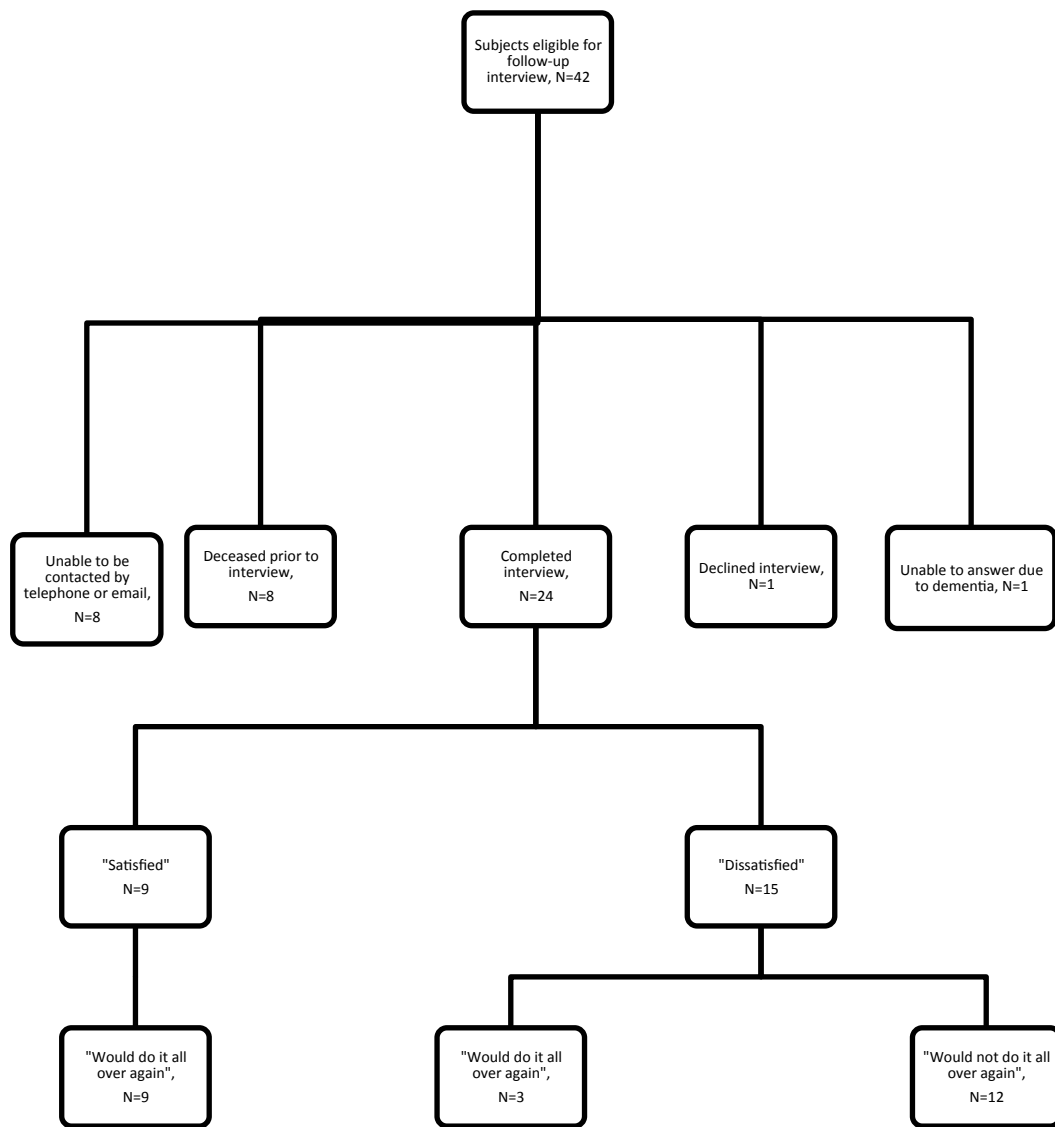 Subjects eligible for
follow-up
interview, N=42
Unable to be
contacted by
telephone or email,
N=8
Deceased prior to
interview,
N=8
Completed
interview,
N=24
Declined interview,
N=1
Unable to answer due
to dementia, N=1
"Satisfied"
N=9
"Dissatisfied"
N=15
"Would do it all
over again",
N=9
"Would do it all
over again",
N=3
"Would not do it all
over again",
N=12